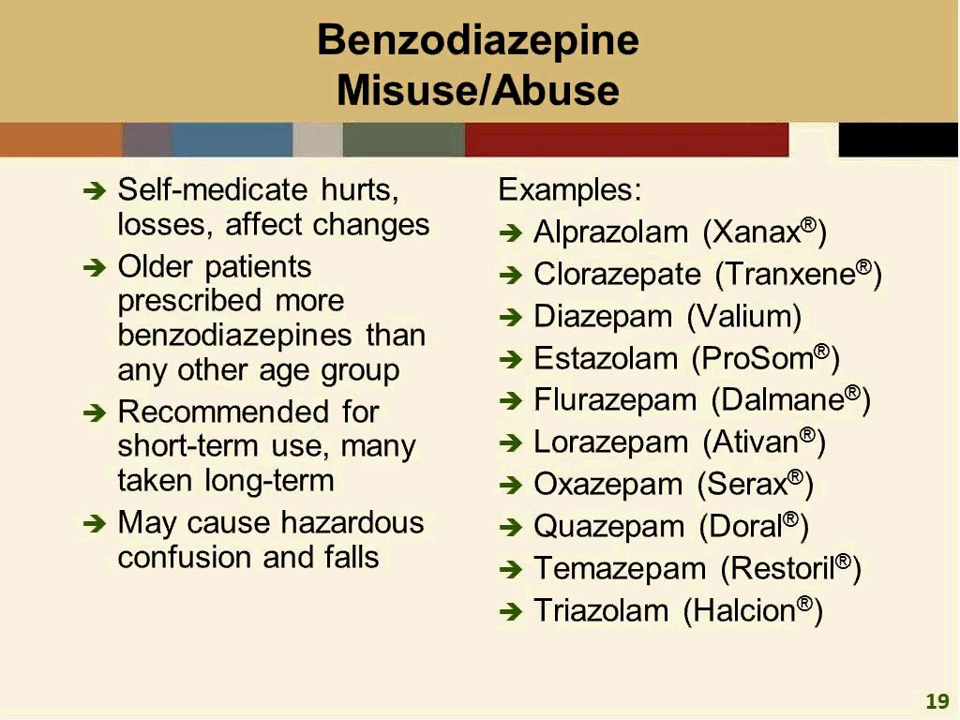 Benzodiazepine
Misuse/Abuse
➔ Self-medicate hurts,
losses, affect changes
➔ Older patients
prescribed more
benzodiazepines than
any other age group
➔ Recommended for
short-term use, many
taken long-term
➔ May cause hazardous
confusion and falls
Examples:
➔ Alprazolam (Xanax®)
➔ Clorazepate (Tranxene®)
➔ Diazepam (Valium)
➔ Estazolam (ProSom®)
➔ Flurazepam (Dalmane®)
➔ Lorazepam (Ativan®)
➔ Oxazepam (Serax®)
➔ Quazepam (Doral®)
➔ Temazepam (Restoril®)
➔ Triazolam (Halcion®)
19